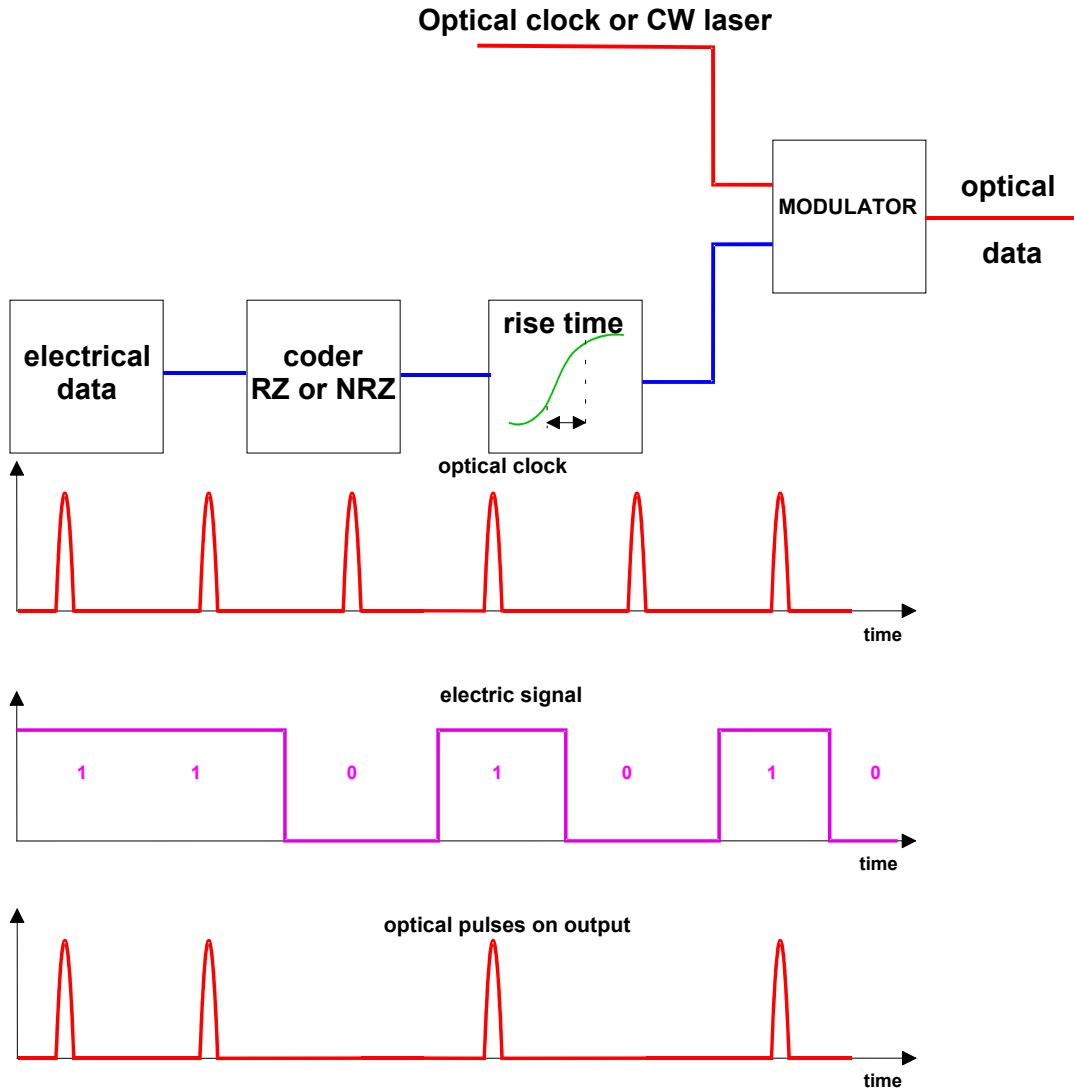 Optical clock or CW laser
MODULATOR
optical
data
electrical
data
coder
RZ or NRZ
rise time
optical clock
time
electric signal
1 1 0 1 0 1 0
time
optical pulses on output
time